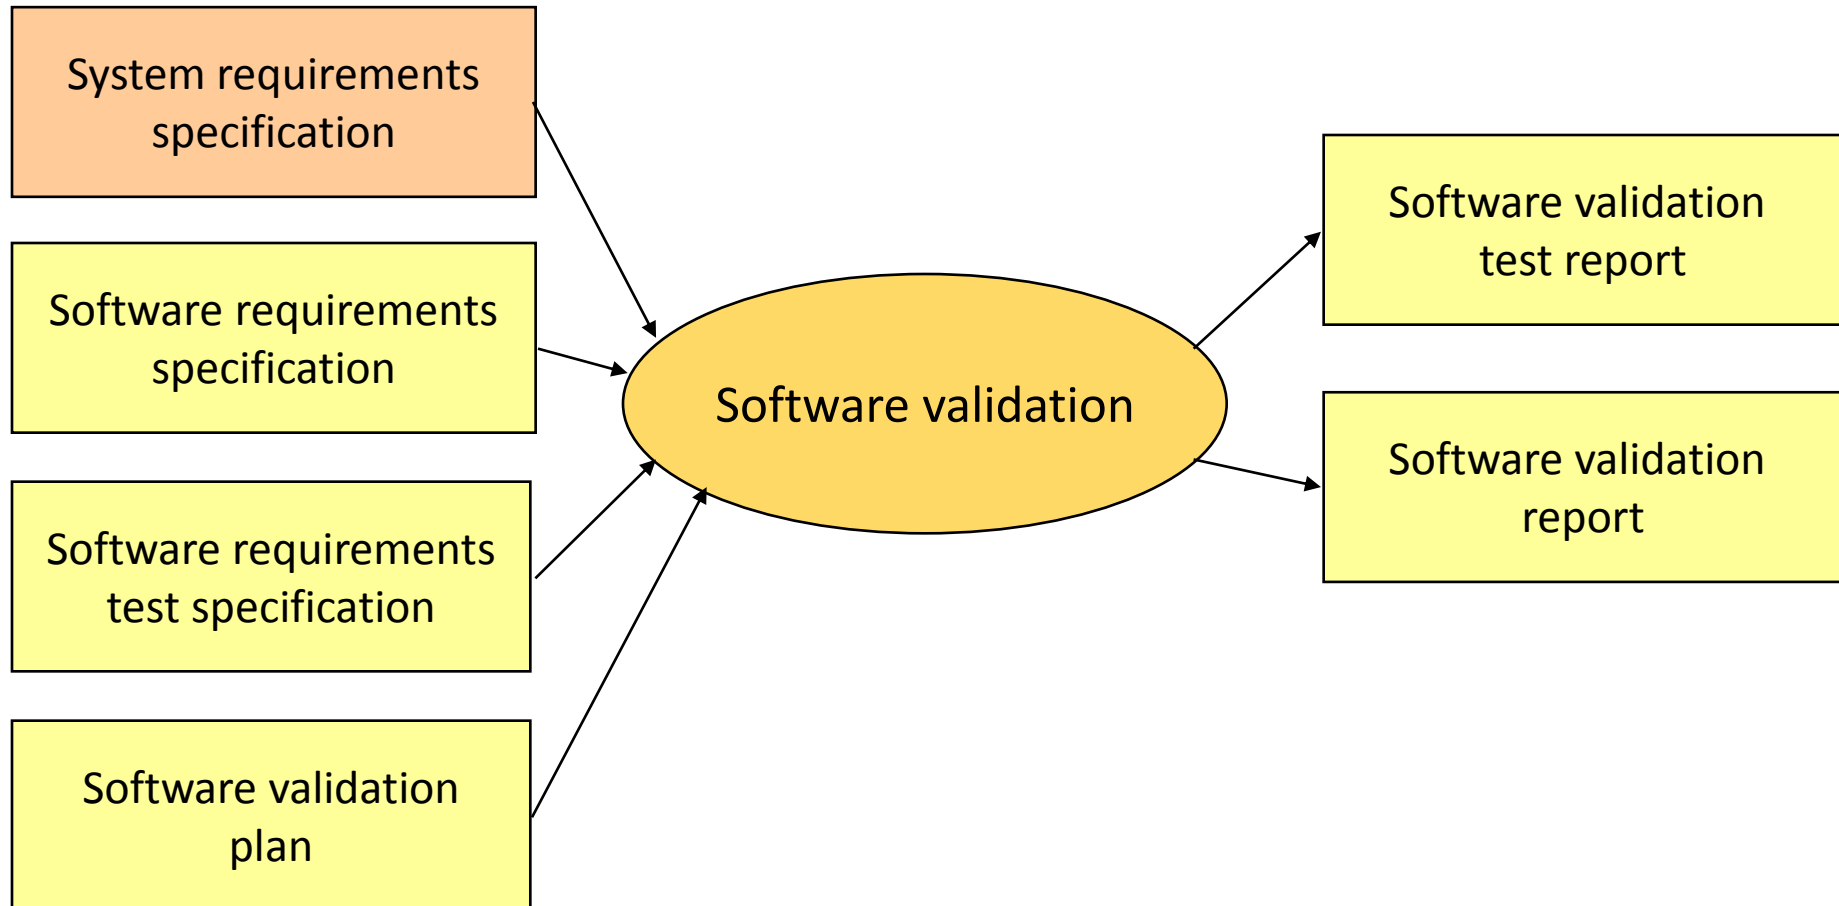 System requirements
specification
Software requirements
specification
Software requirements
test specification
Software validation
plan
Software validation
Software validation
test report
Software validation
report